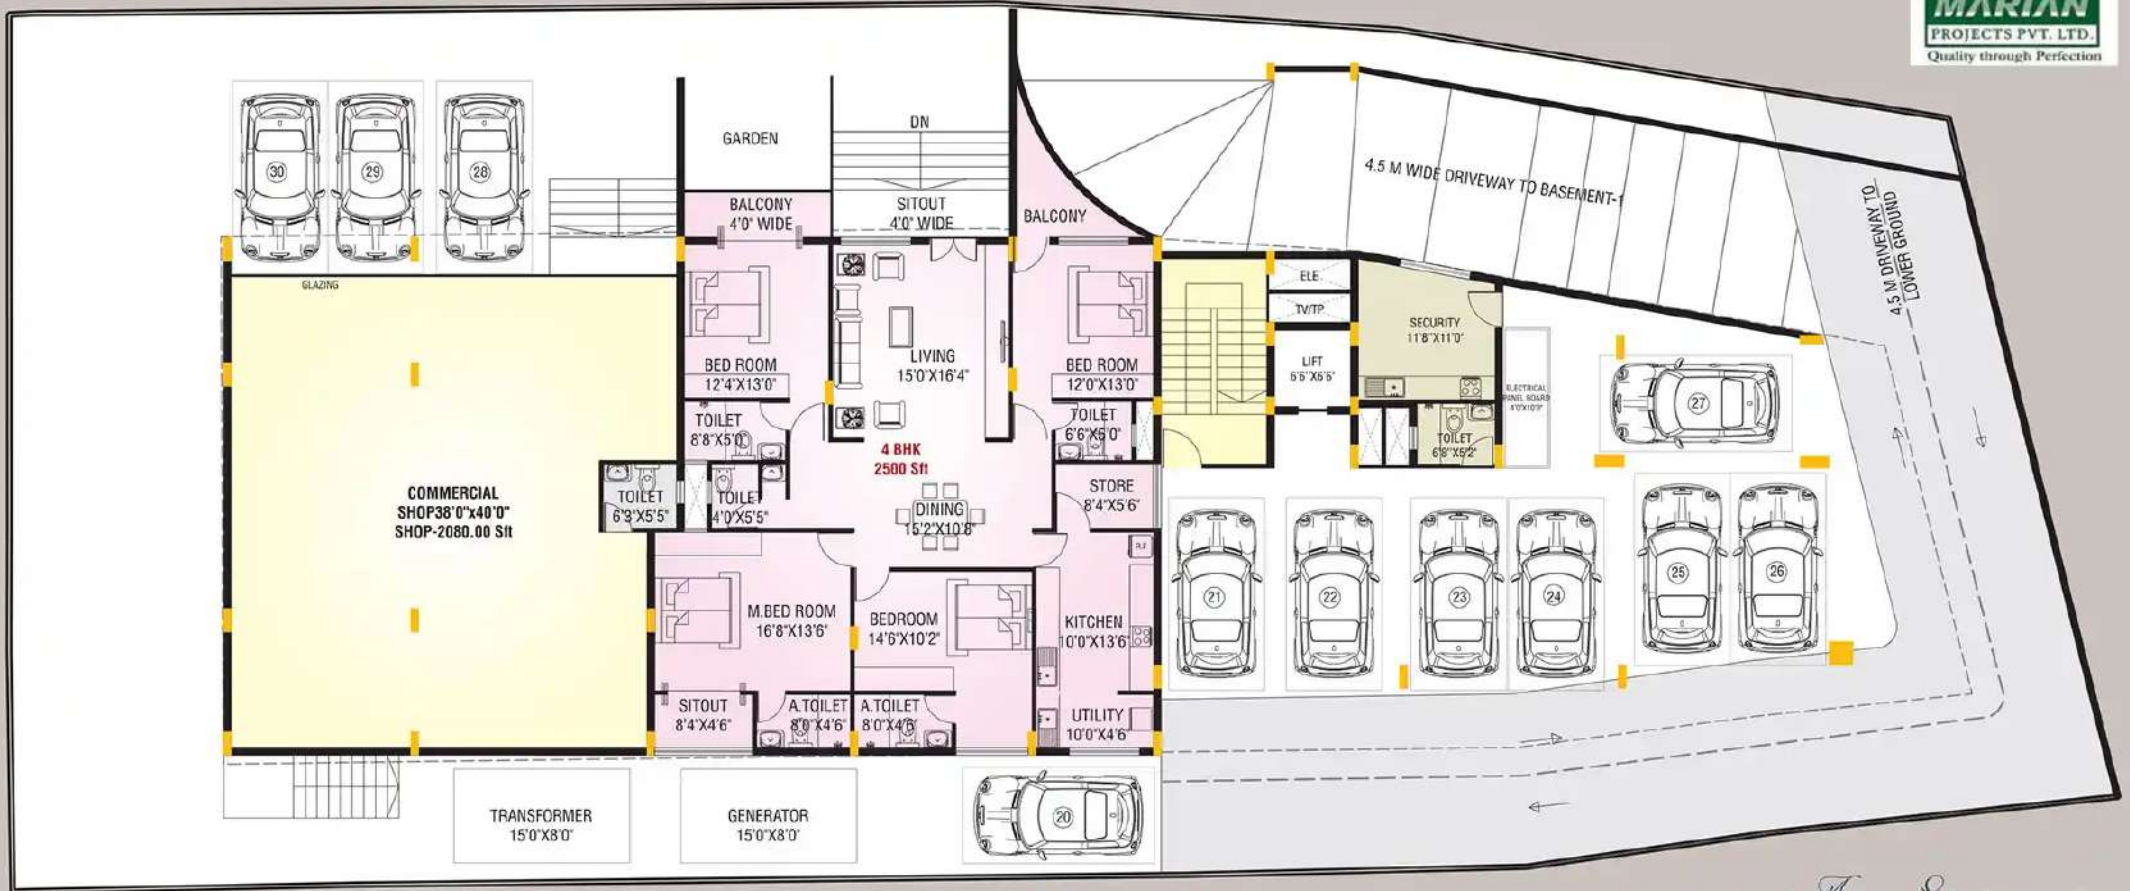 MARIAN
PROJECTS PVT. LTD.
Quality through Perfection
30
29
28
GARDEN
DN
BALCONY
4'0" WIDE
SITOUT
4'0" WIDE
BALCONY
4.5 M WIDE DRIVEWAY TO BASEMENT-1
4.5 M DRIVEWAY TO
LOWER GROUND
GLAZING
ELE.
TV/TP
LIFT
6'6"X6'6"
SECURITY
11'8"X11'0"
ELECTRICAL
PANEL BOARD
BED ROOM
12'4"X13'0"
LIVING
15'0"X16'4"
BED ROOM
12'0"X13'0"
27
TOILET
8'8"X5'0"
TOILET
6'6"X5'0"
TOILET
6'8"X5'2"
4 BHK
2500 Sft
COMMERCIAL
SHOP38'0"x40'0"
SHOP-2080.00 Sft
TOILET
6'3"X5'5"
TOILET
4'0"X5'5"
DINING
15'2"X10'8"
STORE
8'4"X5'6"
REF
21
22
23
24
25
26
M.BED ROOM
16'8"X13'6"
BEDROOM
14'6"X10'2"
KITCHEN
10'0"X13'6"
SITOUT
8'4"X4'6"
A.TOILET
8'0"X4'6"
A.TOILET
8'0"X4'6"
UTILITY
10'0"X4'6"
TRANSFORMER
15'0"X8'0"
GENERATOR
15'0"X8'0"
20